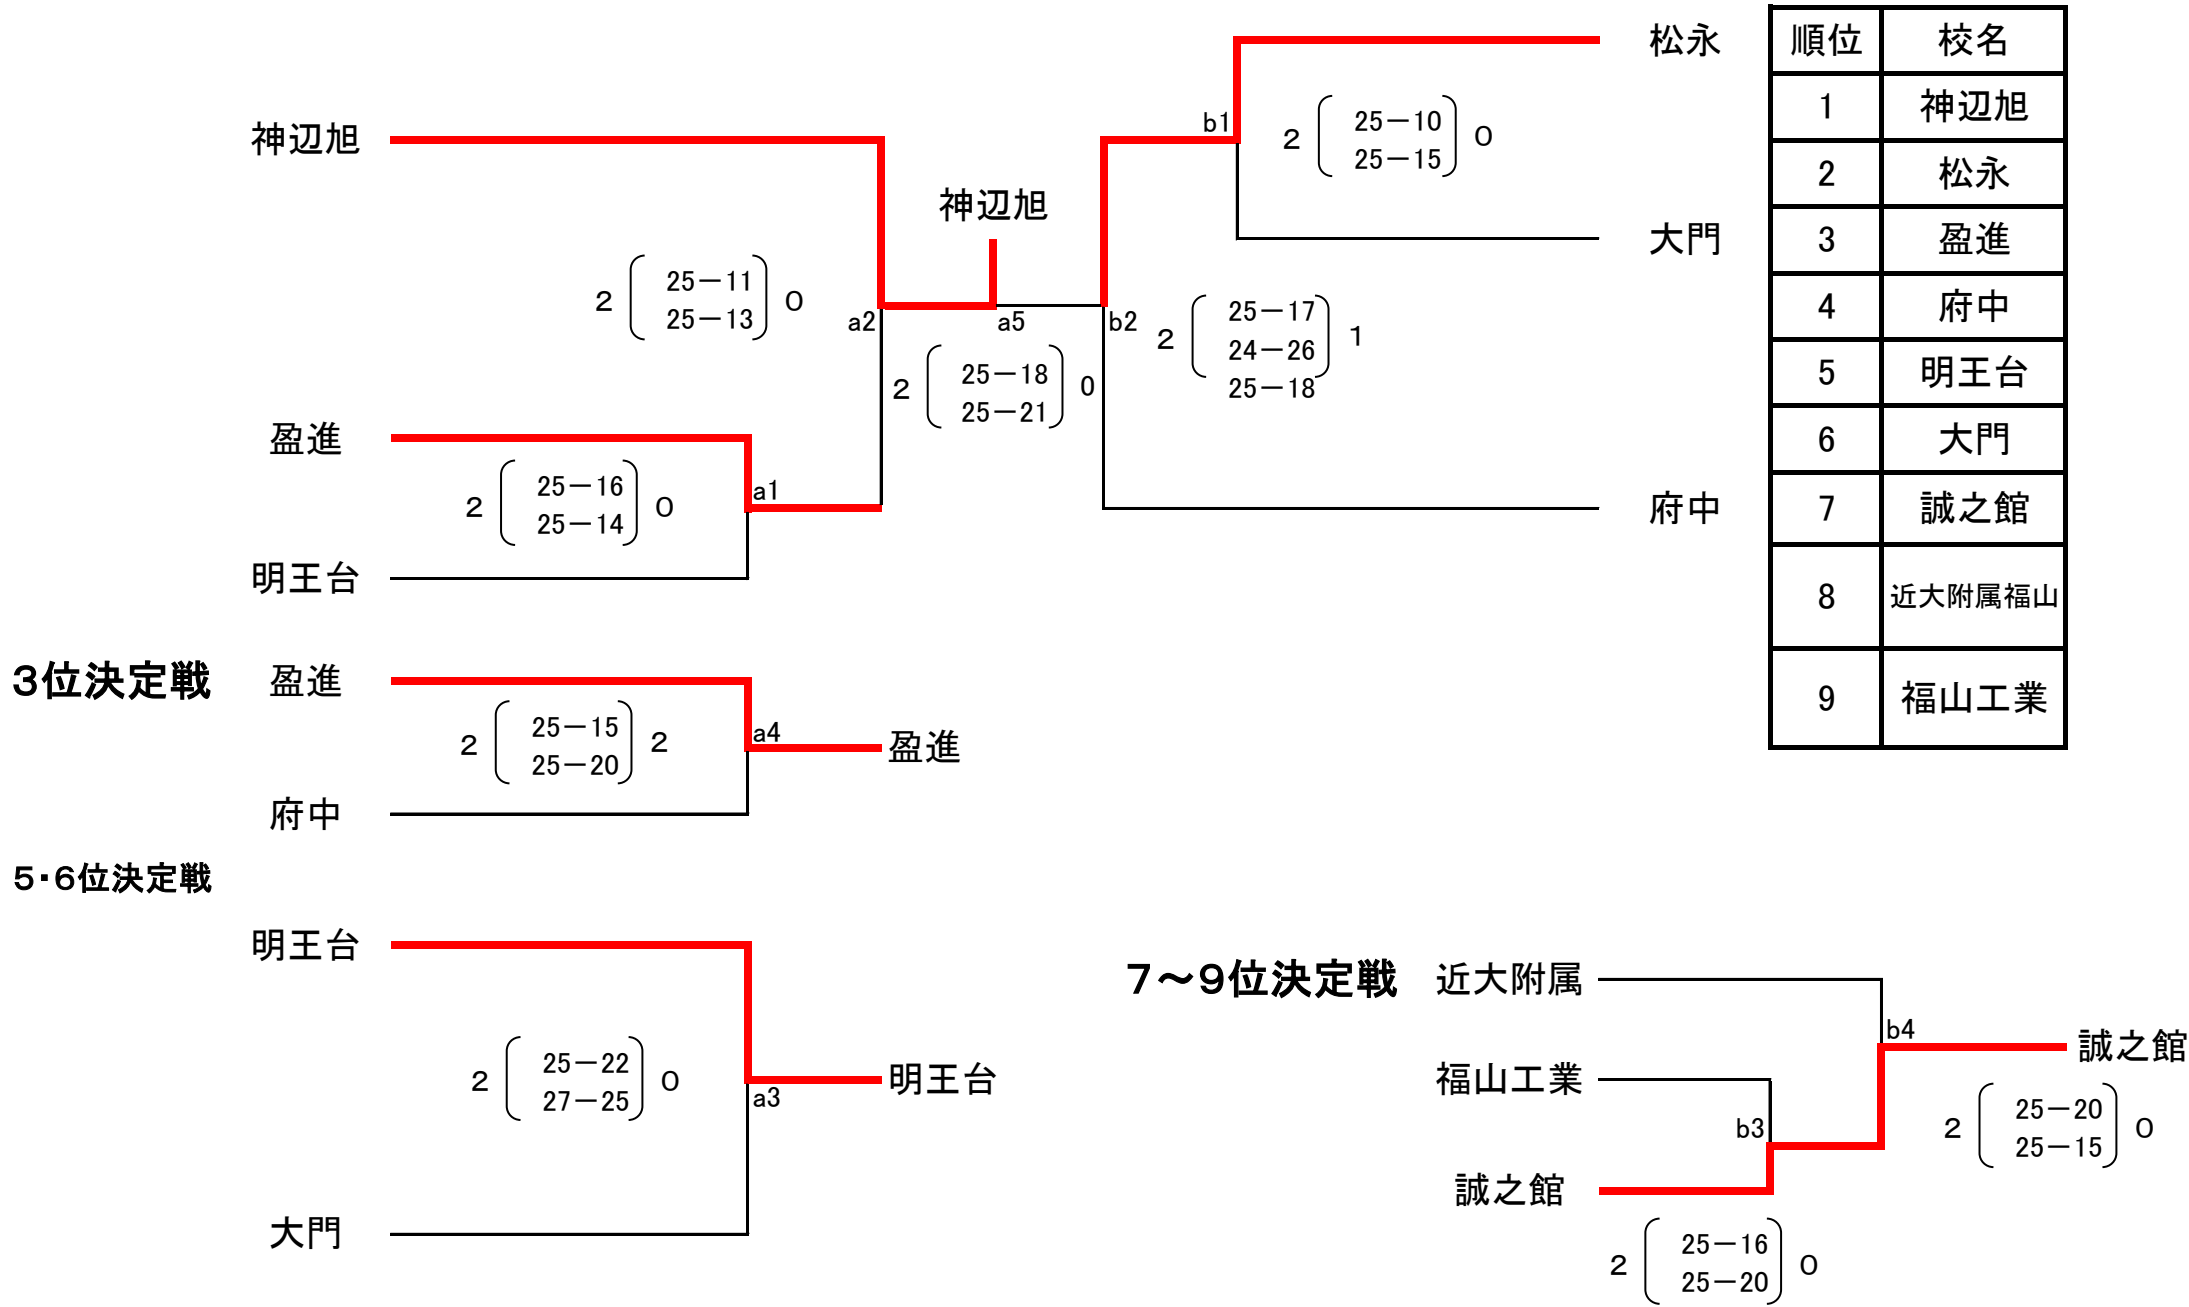 神辺旭
2
25－11
25－13
0
a2
盈進
2
25－16
25－14
0
a1
明王台
神辺旭
a5
2
25－18
25－21
0
松永
b1
2
25－10
25－15
0
大門
b2
2
25－17
24－26
25－18
1
府中
順位 校名
1 神辺旭
2 松永
3 盈進
4 府中
5 明王台
6 大門
7 誠之館
8 近大附属福山
9 福山工業
3位決定戦
盈進
2
25－15
25－20
2
a4
盈進
府中
5・6位決定戦
明王台
2
25－22
27－25
0
a3
明王台
大門
7～9位決定戦
近大附属
b4
誠之館
福山工業
b3
2
25－20
25－15
0
誠之館
2
25－16
25－20
0